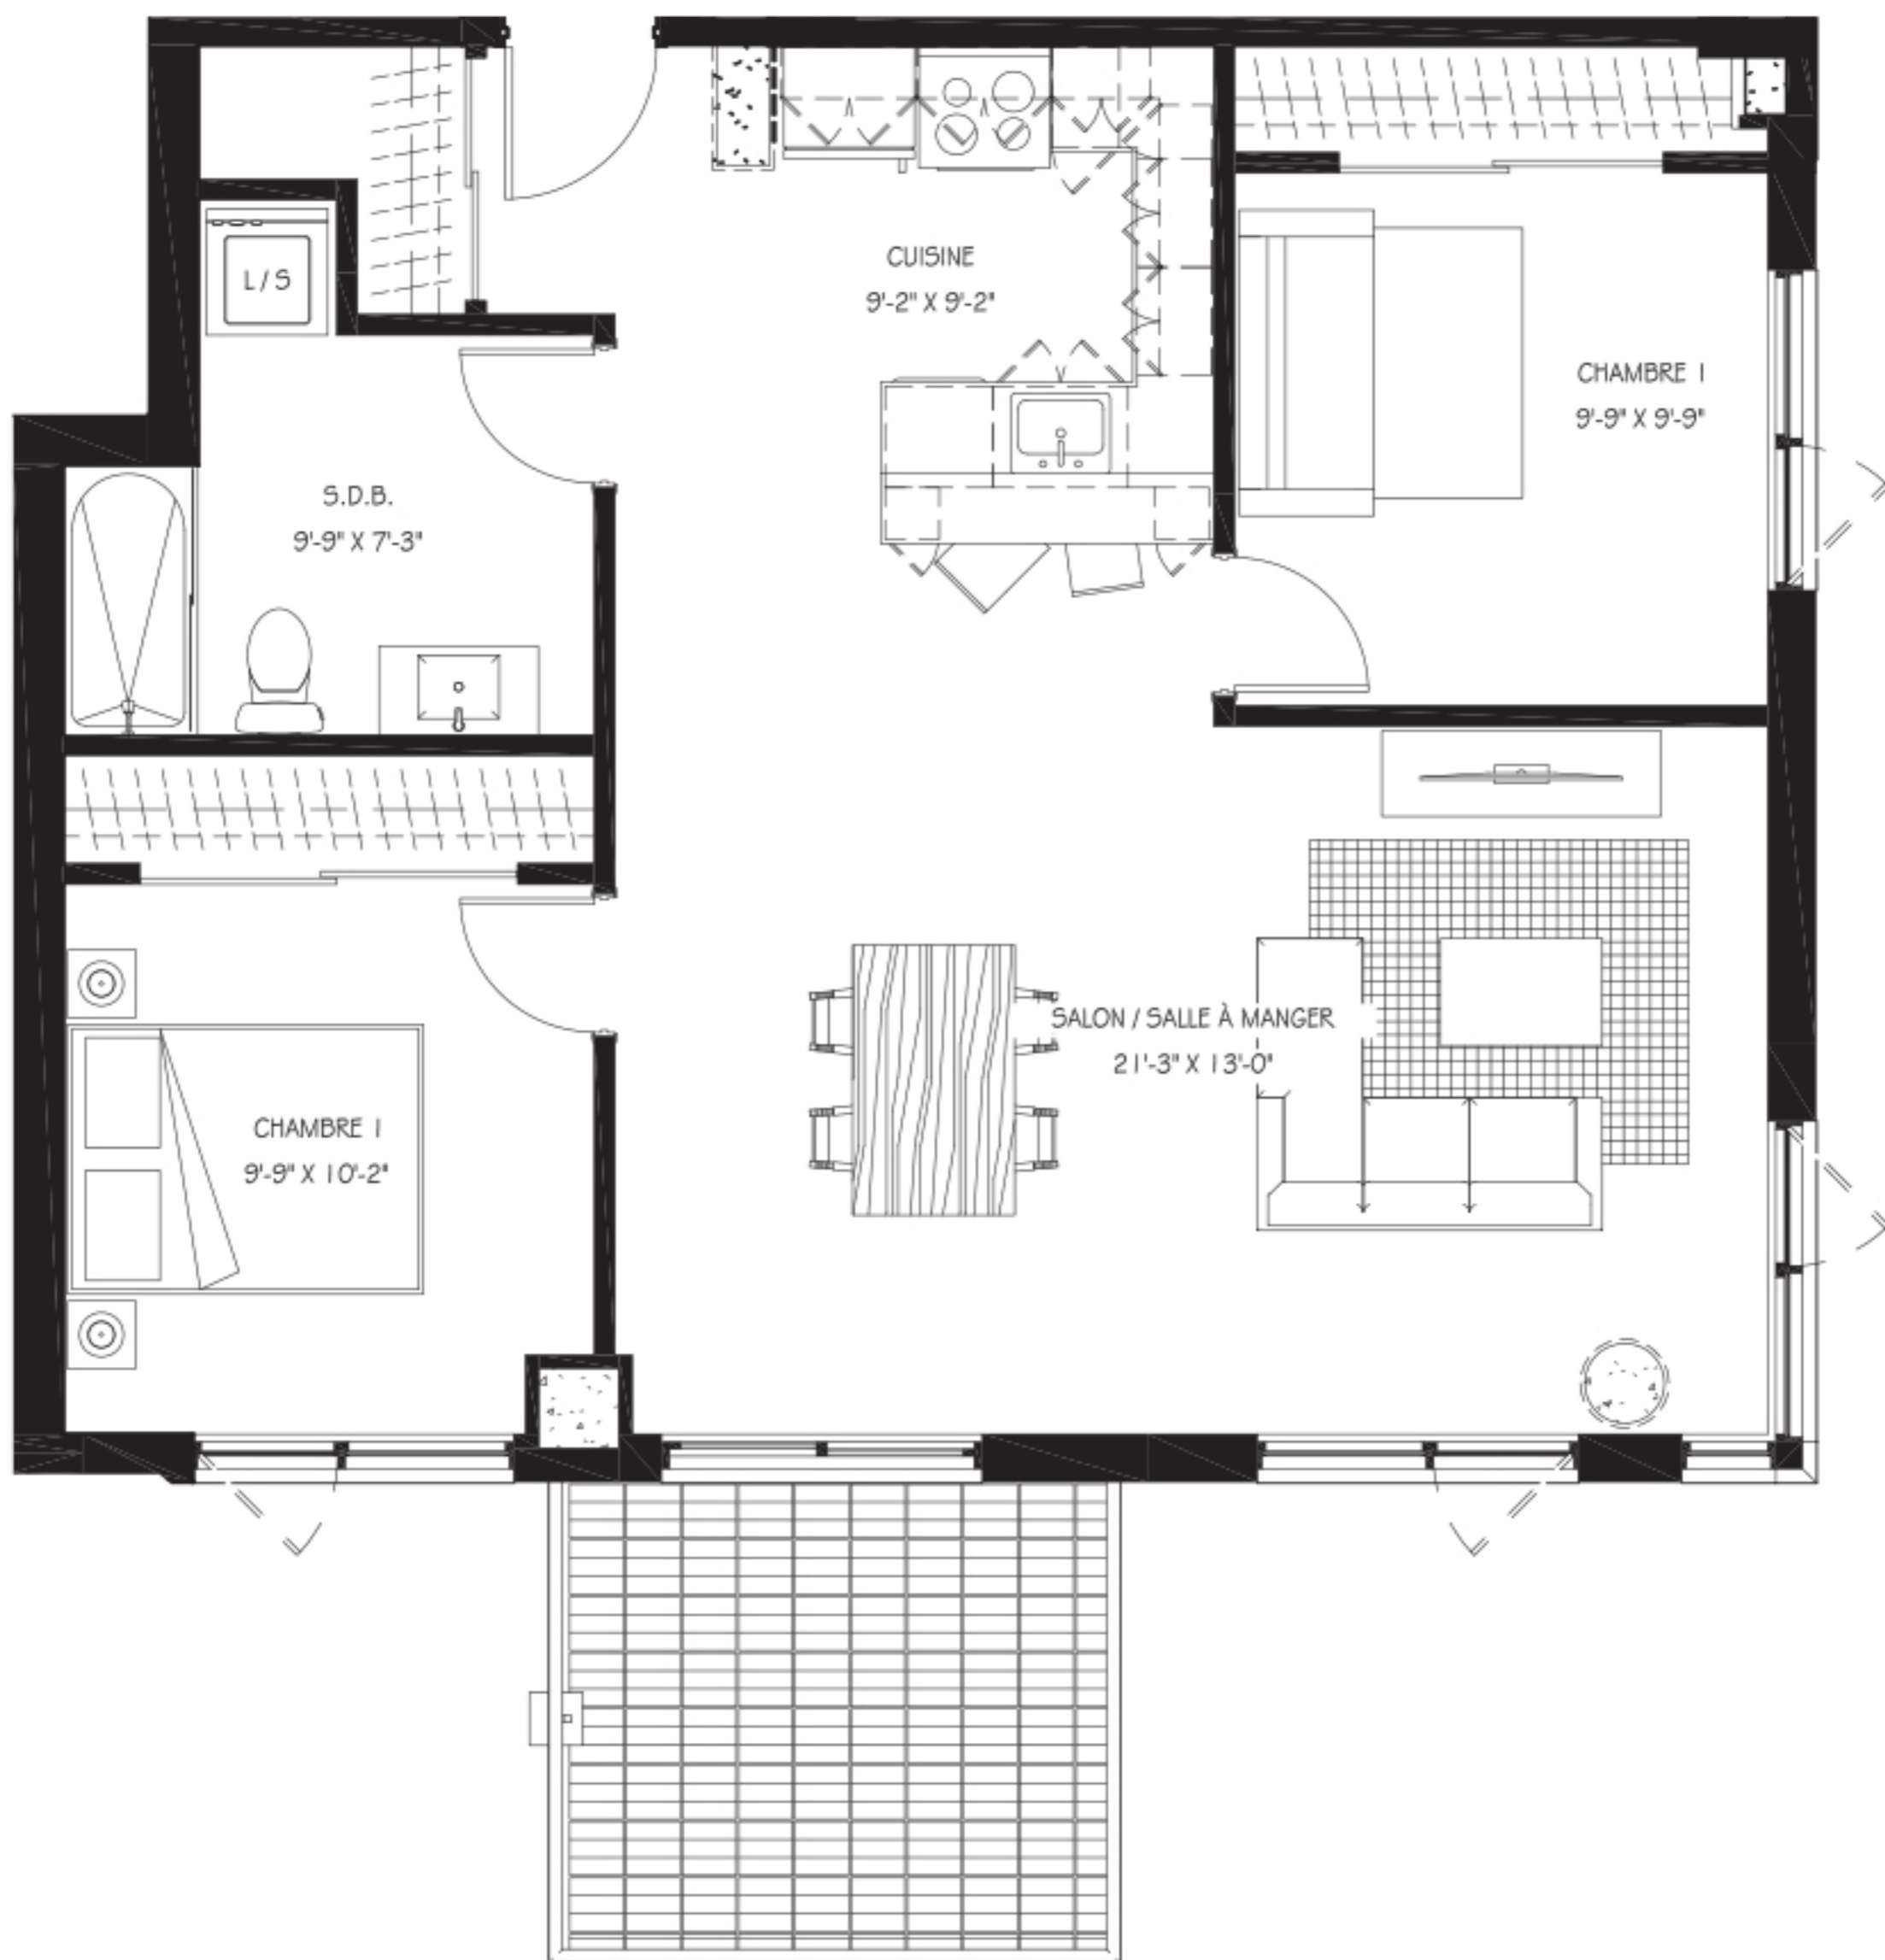 CUISINE
9'-2" X 9'-2"
L / S
CHAMBRE 1
9'-9" X 9'-9"
S.D.B.
9'-9" X 7'-3"
SALON / SALLE À MANGER
21'-3" X 13'-0"
CHAMBRE 1
9'-9" X 10'-2"